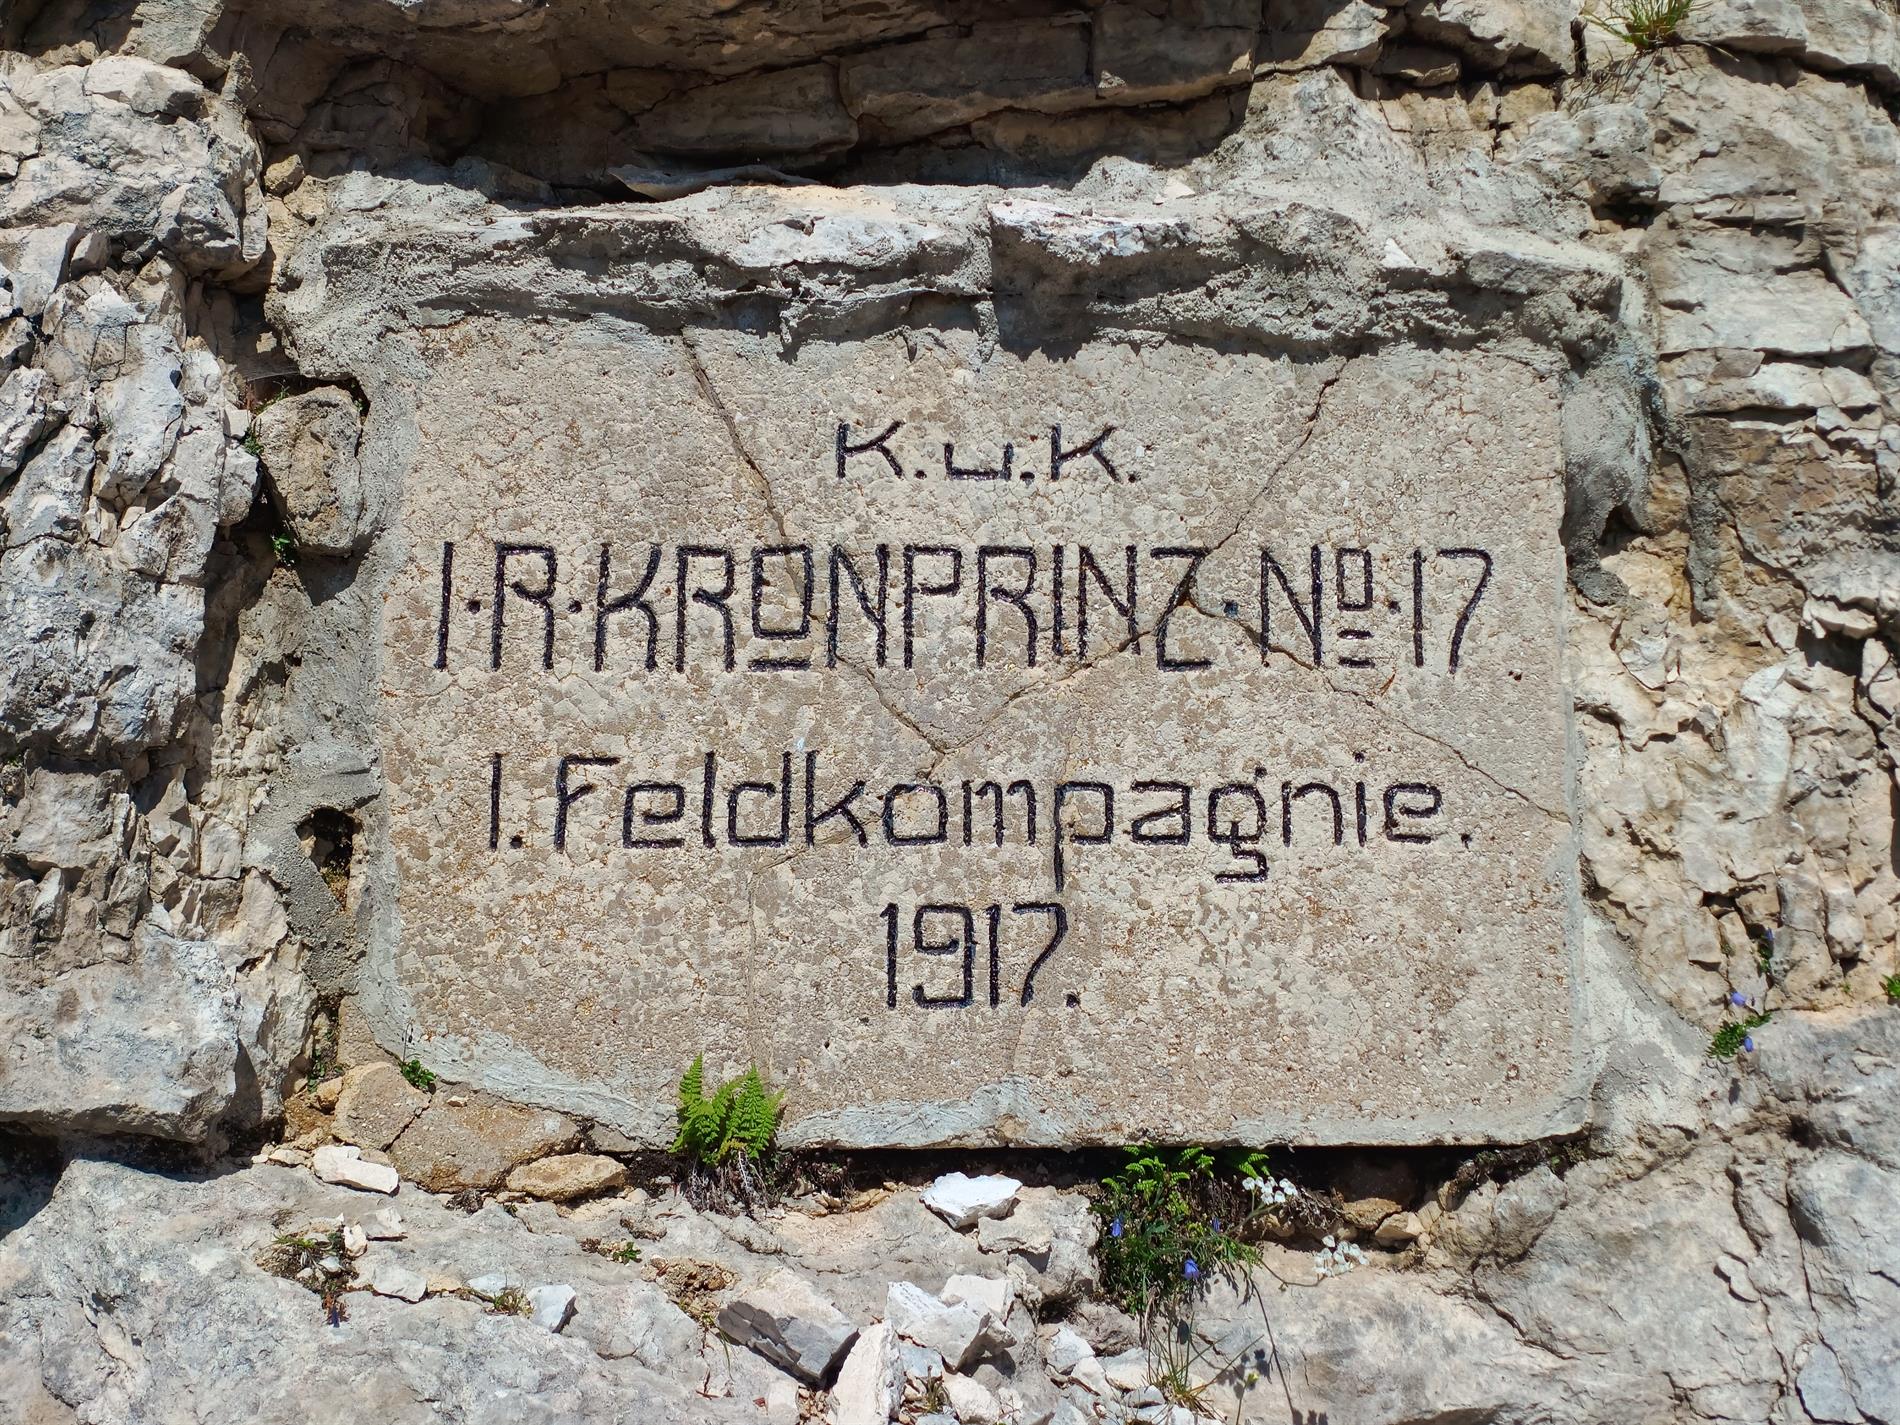 K.u.K.
I·R·KRONPRINZ·No·17
I.Feldkompagnie.
1917.